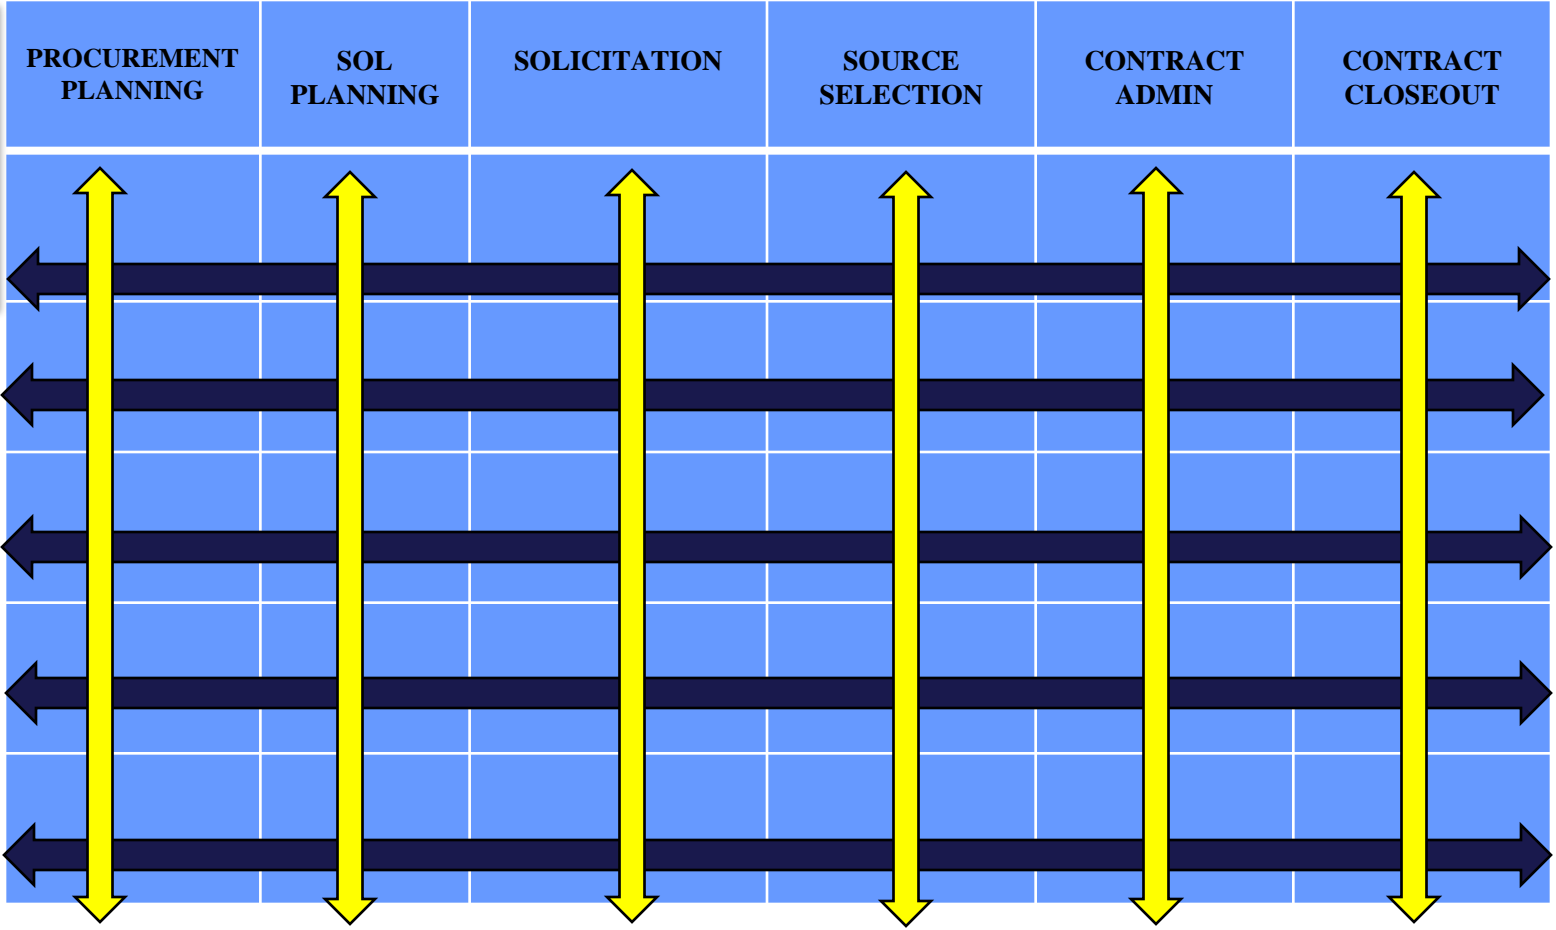 PROCUREMENT
PLANNING
SOL
PLANNING
SOLICITATION
SOURCE
SELECTION
CONTRACT
ADMIN
CONTRACT
CLOSEOUT